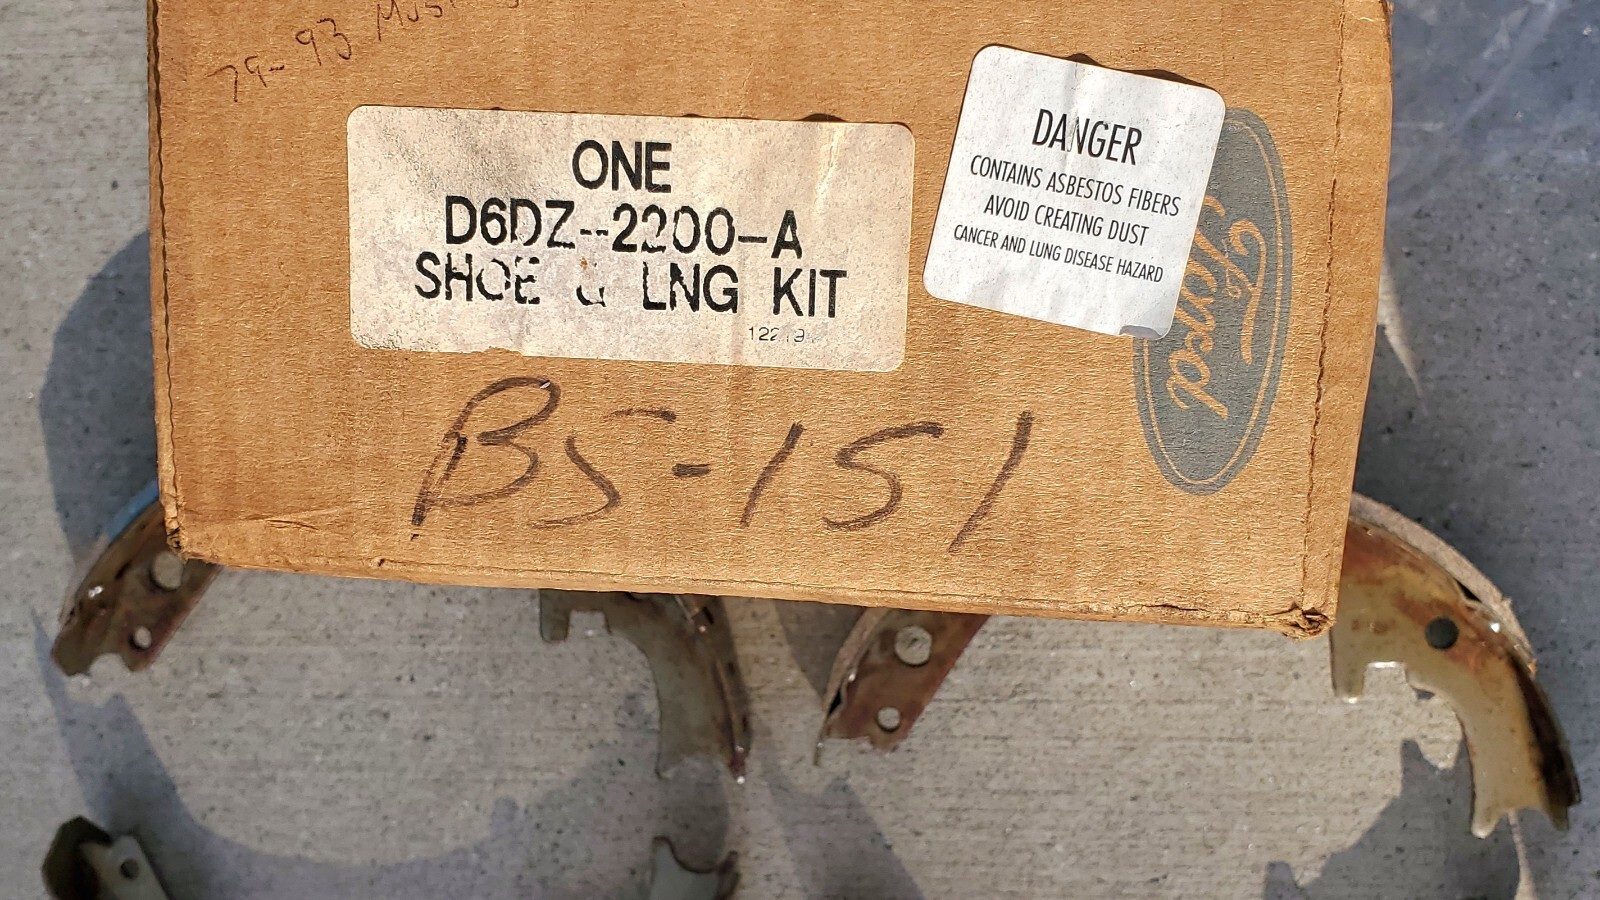 79-93
ONE
D6DZ--2200-A
SHOE & LNG KIT
DANGER
CONTAINS ASBESTOS FIBERS
AVOID CREATING DUST
CANCER AND LUNG DISEASE HAZARD
Ford
BS-151